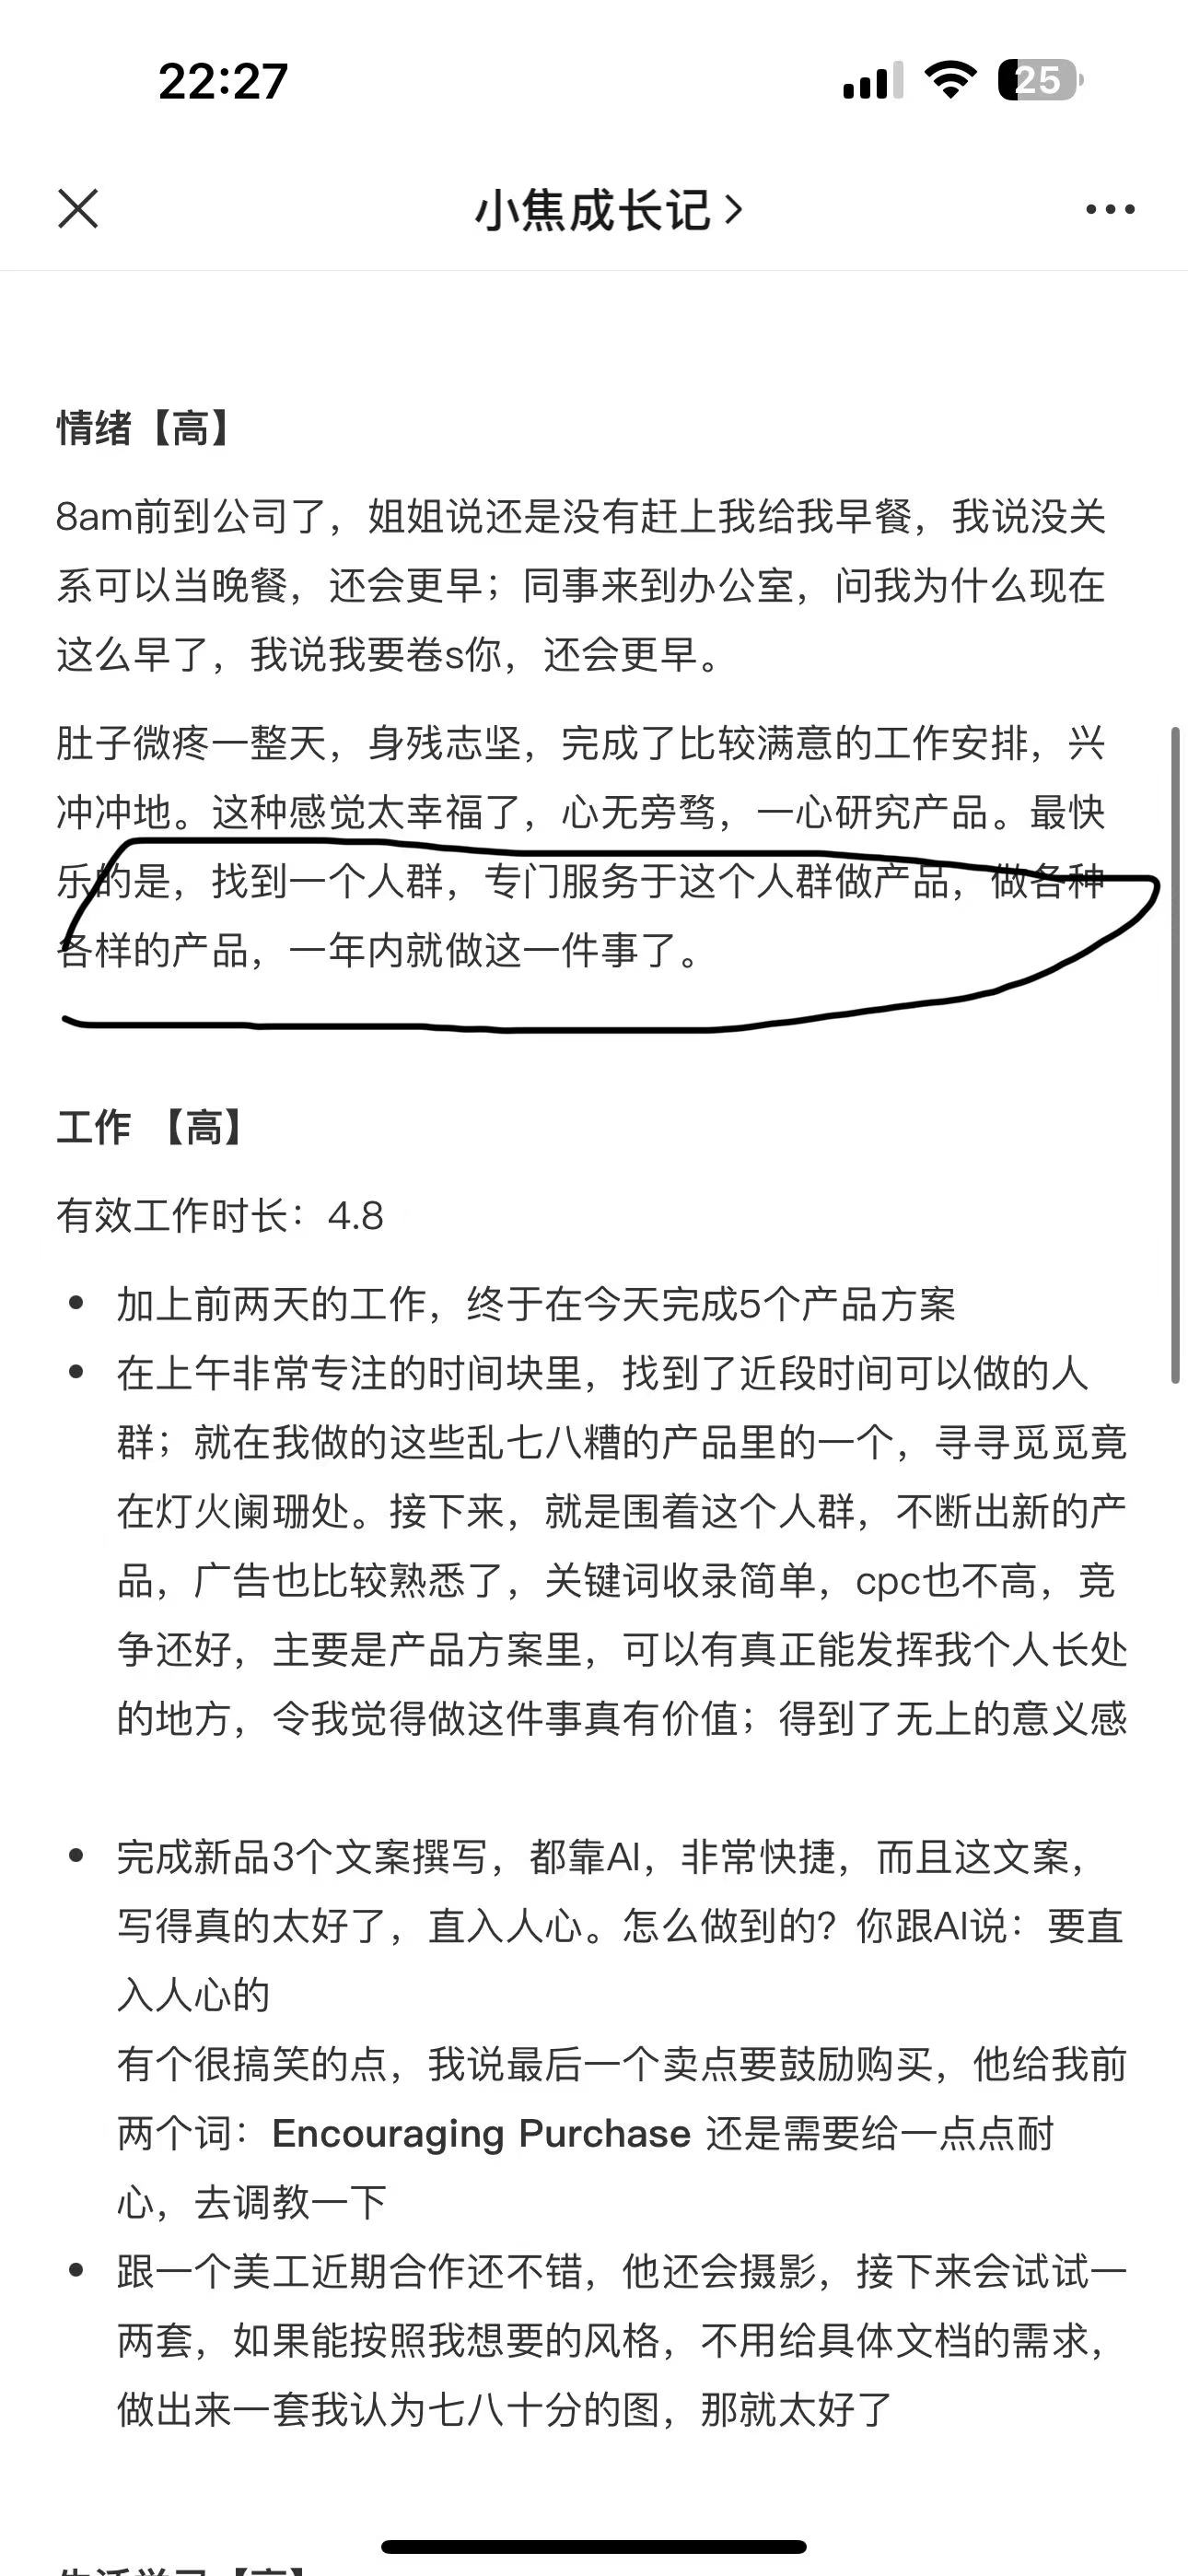 22:27
25
小焦成长记
情绪【高】
8am前到公司了，姐姐说还是没有赶上我给我早餐，我说没关
系可以当晚餐，还会更早；同事来到办公室，问我为什么现在
这么早了，我说我要卷s你，还会更早。
肚子微疼一整天，身残志坚，完成了比较满意的工作安排，兴
冲冲地。这种感觉太幸福了，心无旁骛，一心研究产品。最快
乐的是，找到一个人群，专门服务于这个人群做产品，做各种
各样的产品，一年内就做这一件事了。
工作 【高】
有效工作时长：4.8
• 加上前两天的工作，终于在今天完成5个产品方案
• 在上午非常专注的时间块里，找到了近段时间可以做的人
群；就在我做的这些乱七八糟的产品里的一个，寻寻觅觅竟
在灯火阑珊处。接下来，就是围着这个人群，不断出新的产
品，广告也比较熟悉了，关键词收录简单，cpc也不高，竞
争还好，主要是产品方案里，可以有真正能发挥我个人长处
的地方，令我觉得做这件事真有价值；得到了无上的意义感
• 完成新品3个文案撰写，都靠AI，非常快捷，而且这文案，
写得真的太好了，直入人心。怎么做到的？你跟AI说：要直
入人心的
有个很搞笑的点，我说最后一个卖点要鼓励购买，他给我前
两个词：Encouraging Purchase 还是需要给一点点耐
心，去调教一下
• 跟一个美工近期合作还不错，他还会摄影，接下来会试试一
两套，如果能按照我想要的风格，不用给具体文档的需求，
做出来一套我认为七八十分的图，那就太好了